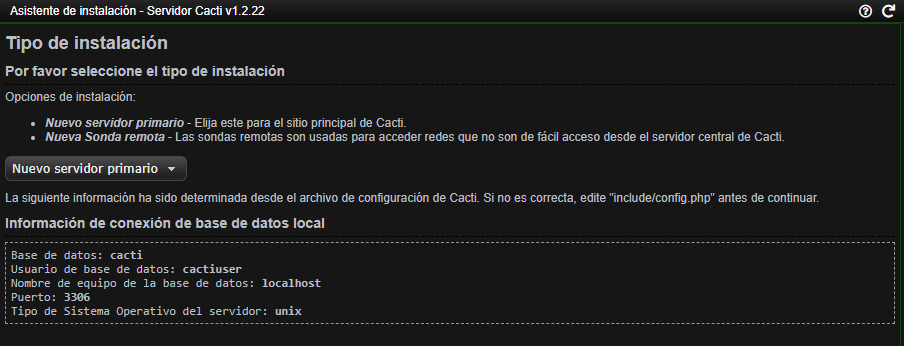 Asistente de instalación - Servidor Cacti v1.2.22
Tipo de instalación
Por favor seleccione el tipo de instalación
Opciones de instalación:
• Nuevo servidor primario - Elija este para el sitio principal de Cacti.
• Nueva Sonda remota - Las sondas remotas son usadas para acceder redes que no son de fácil acceso desde el servidor central de Cacti.
Nuevo servidor primario
La siguiente información ha sido determinada desde el archivo de configuración de Cacti. Si no es correcta, edite "include/config.php" antes de continuar.
Información de conexión de base de datos local
Base de datos: cacti
Usuario de base de datos: cactiuser
Nombre de equipo de la base de datos: localhost
Puerto: 3306
Tipo de Sistema Operativo del servidor: unix